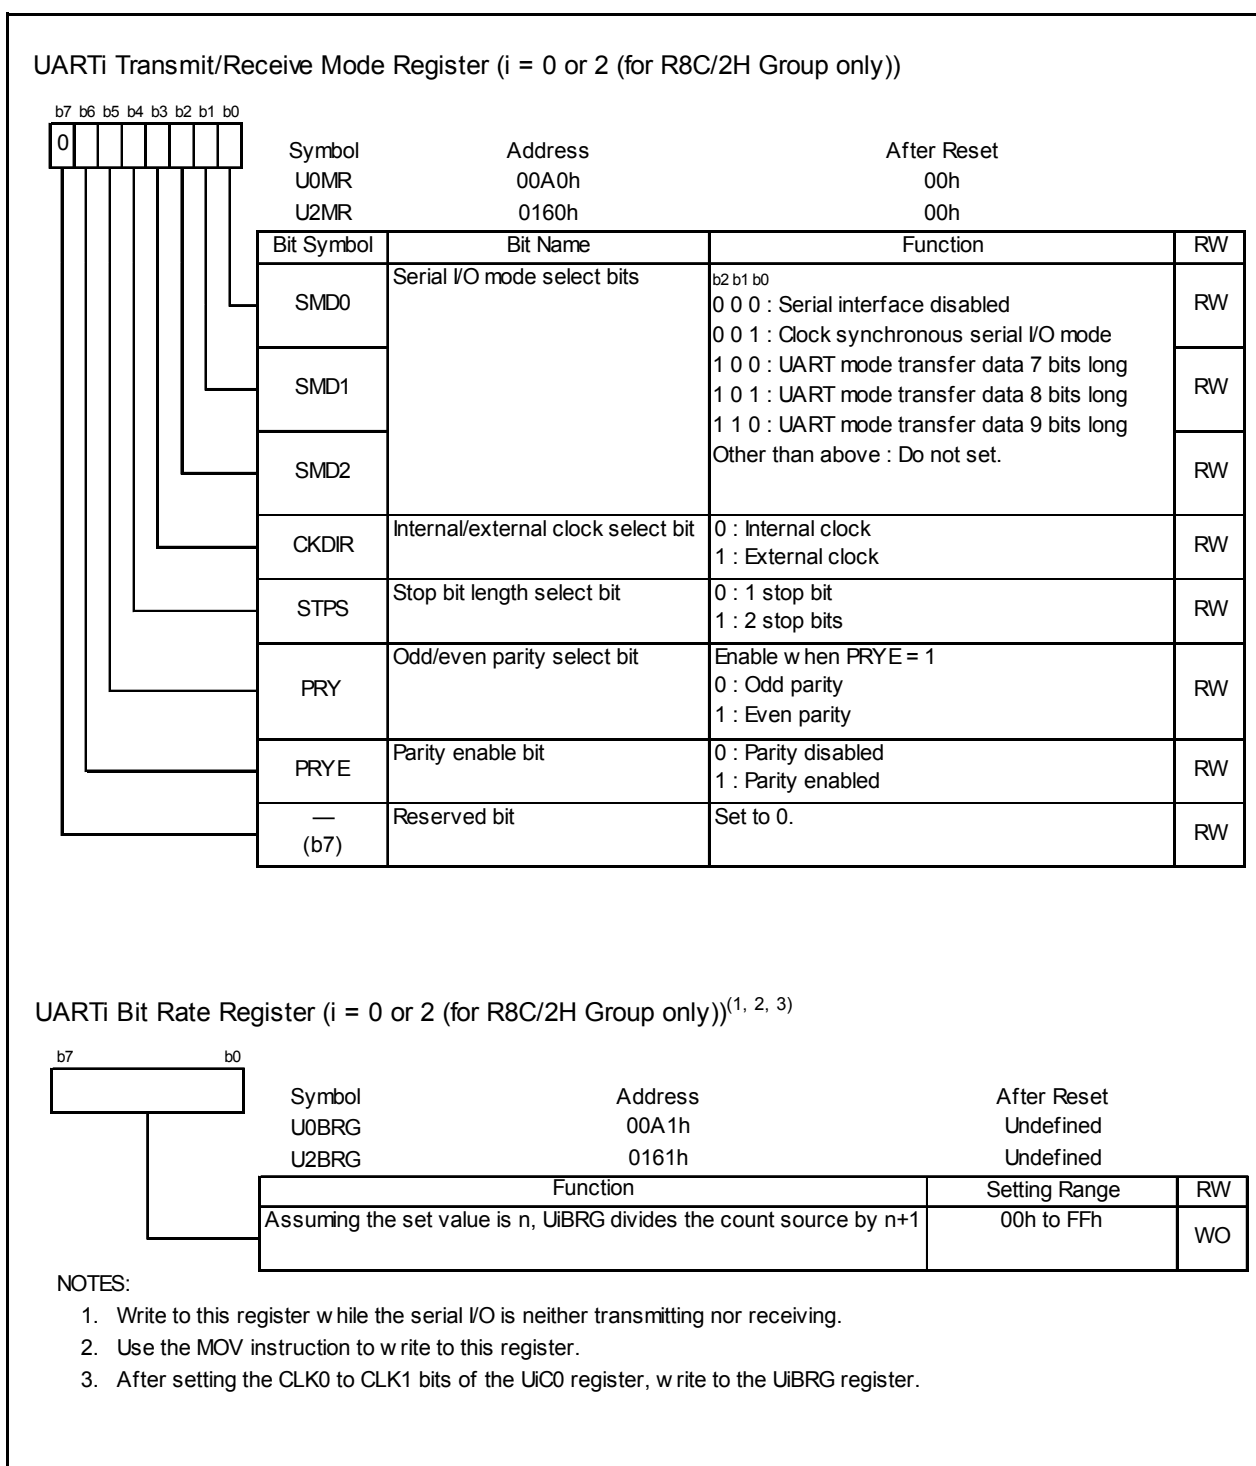 UARTi Transmit/Receive Mode Register (i = 0 or 2 (for R8C/2H Group only))
b7 b6 b5 b4 b3 b2 b1 b0
0
Symbol Address After Reset
U0MR 00A0h 00h
U2MR 0160h 00h
Bit Symbol Bit Name Function RW
SMD0 Serial I/O mode select bits b2 b1 b0 RW
0 0 0 : Serial interface disabled
0 0 1 : Clock synchronous serial I/O mode
SMD1 1 0 0 : UART mode transfer data 7 bits long RW
1 0 1 : UART mode transfer data 8 bits long
1 1 0 : UART mode transfer data 9 bits long
SMD2 Other than above : Do not set. RW
CKDIR Internal/external clock select bit 0 : Internal clock RW
1 : External clock
STPS Stop bit length select bit 0 : 1 stop bit RW
1 : 2 stop bits
PRY Odd/even parity select bit Enable when PRYE = 1 RW
0 : Odd parity
1 : Even parity
PRYE Parity enable bit 0 : Parity disabled RW
1 : Parity enabled
— Reserved bit Set to 0. RW
(b7)
UARTi Bit Rate Register (i = 0 or 2 (for R8C/2H Group only))(1, 2, 3)
b7 b0
Symbol Address After Reset
U0BRG 00A1h Undefined
U2BRG 0161h Undefined
Function Setting Range RW
Assuming the set value is n, UiBRG divides the count source by n+1 00h to FFh WO
NOTES:
1. Write to this register while the serial I/O is neither transmitting nor receiving.
2. Use the MOV instruction to write to this register.
3. After setting the CLK0 to CLK1 bits of the UiC0 register, write to the UiBRG register.